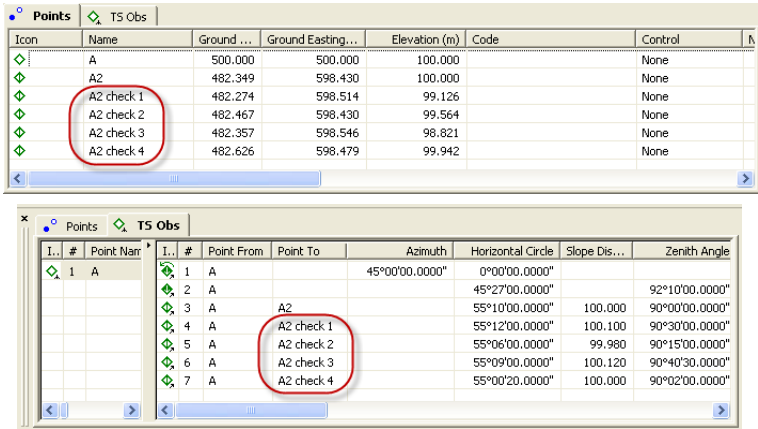 Points TS Obs
Icon Name Ground ... Ground Easting... Elevation (m) Code Control N
A 500.000 500.000 100.000 None
A2 482.349 598.430 100.000 None
A2 check 1 482.274 598.514 99.126 None
A2 check 2 482.467 598.430 99.564 None
A2 check 3 482.357 598.546 98.821 None
A2 check 4 482.626 598.479 99.942 None
Points TS Obs
I.. # Point Nam I.. # Point From Point To Azimuth Horizontal Circle Slope Dis... Zenith Angle
1 A 1 A 45°00'00.0000" 0°00'00.0000"
2 A 45°27'00.0000" 92°10'00.0000"
3 A A2 55°10'00.0000" 100.000 90°00'00.0000"
4 A A2 check 1 55°12'00.0000" 100.100 90°30'00.0000"
5 A A2 check 2 55°06'00.0000" 99.980 90°15'00.0000"
6 A A2 check 3 55°09'00.0000" 100.120 90°40'30.0000"
7 A A2 check 4 55°00'20.0000" 100.000 90°02'00.0000"